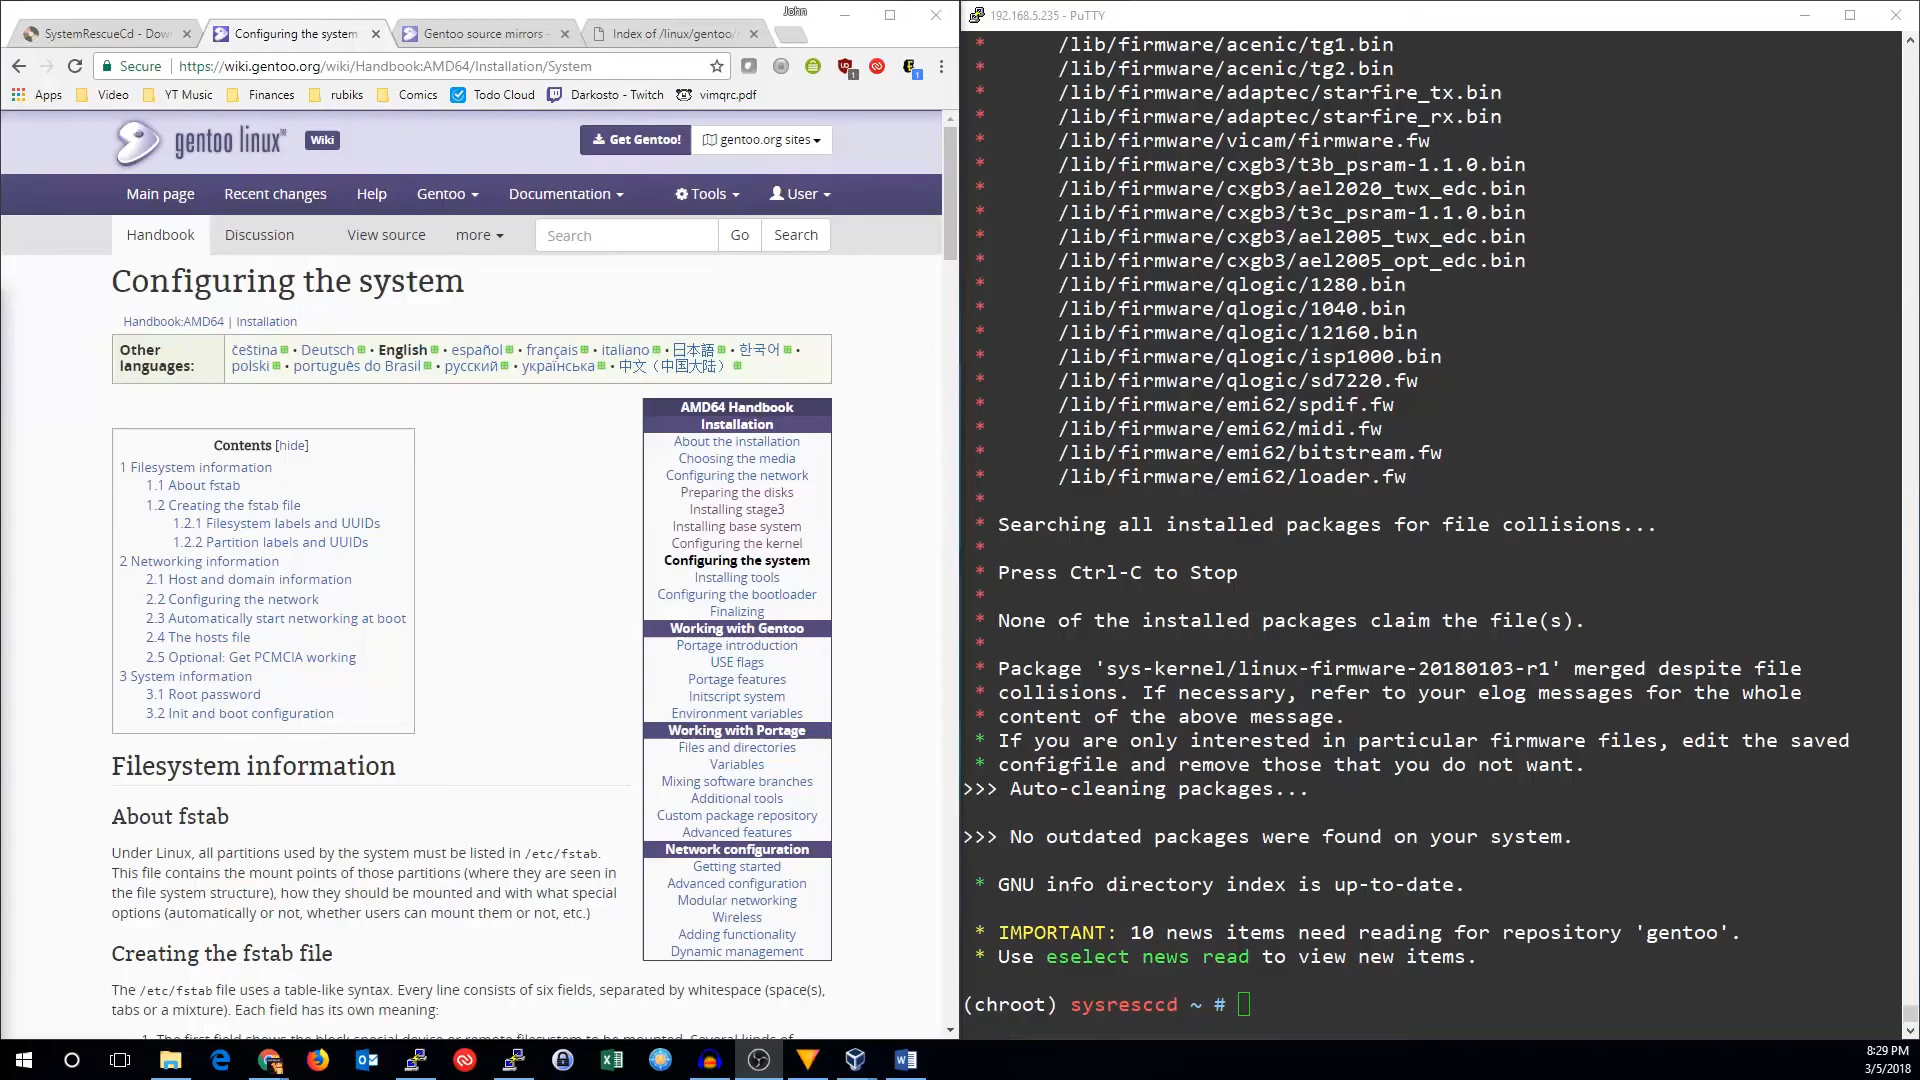 John
SystemRescueCd - Dow
Configuring the system
Gentoo source mirrors -
Index of /linux/gentoo/
Secure
https://wiki.gentoo.org/wiki/Handbook:AMD64/Installation/System
Apps
Video
YT Music
Finances
rubiks
Comics
Todo Cloud
Darkosto - Twitch
vimqrc.pdf
gentoo linux
Wiki
Get Gentoo!
gentoo.org sites
Main page
Recent changes
Help
Gentoo
Documentation
Tools
User
Handbook
Discussion
View source
more
Search
Go
Search
Configuring the system
Handbook:AMD64 | Installation
Other languages:
čeština • Deutsch • English • español • français • italiano • 日本語 • 한국어 •
polski • português do Brasil • русский • українська • 中文（中国大陆）
Contents [hide]
1 Filesystem information
1.1 About fstab
1.2 Creating the fstab file
1.2.1 Filesystem labels and UUIDs
1.2.2 Partition labels and UUIDs
2 Networking information
2.1 Host and domain information
2.2 Configuring the network
2.3 Automatically start networking at boot
2.4 The hosts file
2.5 Optional: Get PCMCIA working
3 System information
3.1 Root password
3.2 Init and boot configuration
AMD64 Handbook
Installation
About the installation
Choosing the media
Configuring the network
Preparing the disks
Installing stage3
Installing base system
Configuring the kernel
Configuring the system
Installing tools
Configuring the bootloader
Finalizing
Working with Gentoo
Portage introduction
USE flags
Portage features
Initscript system
Environment variables
Working with Portage
Files and directories
Variables
Mixing software branches
Additional tools
Custom package repository
Advanced features
Network configuration
Getting started
Advanced configuration
Modular networking
Wireless
Adding functionality
Dynamic management
Filesystem information
About fstab
Under Linux, all partitions used by the system must be listed in /etc/fstab.
This file contains the mount points of those partitions (where they are seen in
the file system structure), how they should be mounted and with what special
options (automatically or not, whether users can mount them or not, etc.)
Creating the fstab file
The /etc/fstab file uses a table-like syntax. Every line consists of six fields, separated by whitespace (space(s),
tabs or a mixture). Each field has its own meaning:
1. The first field shows the block special device or remote filesystem to be mounted. Several kinds of
192.168.5.235 - PuTTY
* /lib/firmware/acenic/tg1.bin
* /lib/firmware/acenic/tg2.bin
* /lib/firmware/adaptec/starfire_tx.bin
* /lib/firmware/adaptec/starfire_rx.bin
* /lib/firmware/vicam/firmware.fw
* /lib/firmware/cxgb3/t3b_psram-1.1.0.bin
* /lib/firmware/cxgb3/ael2020_twx_edc.bin
* /lib/firmware/cxgb3/t3c_psram-1.1.0.bin
* /lib/firmware/cxgb3/ael2005_twx_edc.bin
* /lib/firmware/cxgb3/ael2005_opt_edc.bin
* /lib/firmware/qlogic/1280.bin
* /lib/firmware/qlogic/1040.bin
* /lib/firmware/qlogic/12160.bin
* /lib/firmware/qlogic/isp1000.bin
* /lib/firmware/qlogic/sd7220.fw
* /lib/firmware/emi62/spdif.fw
* /lib/firmware/emi62/midi.fw
* /lib/firmware/emi62/bitstream.fw
* /lib/firmware/emi62/loader.fw
*
* Searching all installed packages for file collisions...
*
* Press Ctrl-C to Stop
*
* None of the installed packages claim the file(s).
*
* Package 'sys-kernel/linux-firmware-20180103-r1' merged despite file
* collisions. If necessary, refer to your elog messages for the whole
* content of the above message.
* If you are only interested in particular firmware files, edit the saved
* configfile and remove those that you do not want.
>>> Auto-cleaning packages...
>>> No outdated packages were found on your system.
* GNU info directory index is up-to-date.
* IMPORTANT: 10 news items need reading for repository 'gentoo'.
* Use eselect news read to view new items.
(chroot) sysresccd ~ #
8:29 PM
3/5/2018